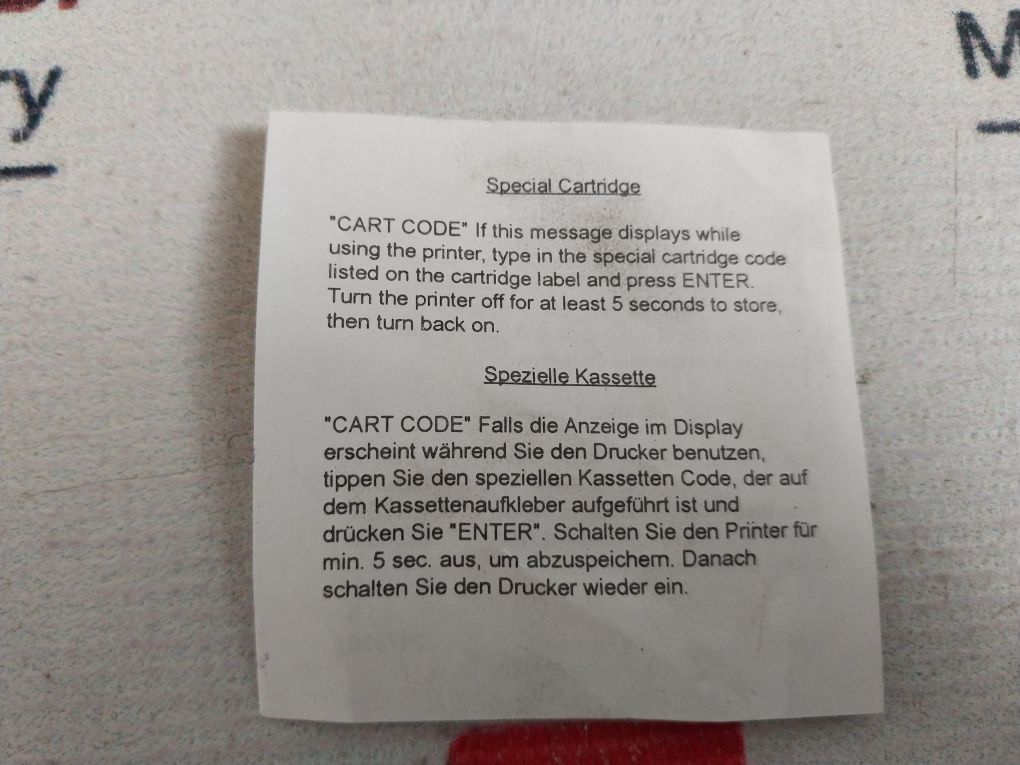 ry
M
Special Cartridge
"CART CODE" If this message displays while
using the printer, type in the special cartridge code
listed on the cartridge label and press ENTER.
Turn the printer off for at least 5 seconds to store,
then turn back on.
Spezielle Kassette
"CART CODE" Falls die Anzeige im Display
erscheint während Sie den Drucker benutzen,
tippen Sie den speziellen Kassetten Code, der auf
dem Kassettenaufkleber aufgeführt ist und
drücken Sie "ENTER". Schalten Sie den Printer für
min. 5 sec. aus, um abzuspeichern. Danach
schalten Sie den Drucker wieder ein.